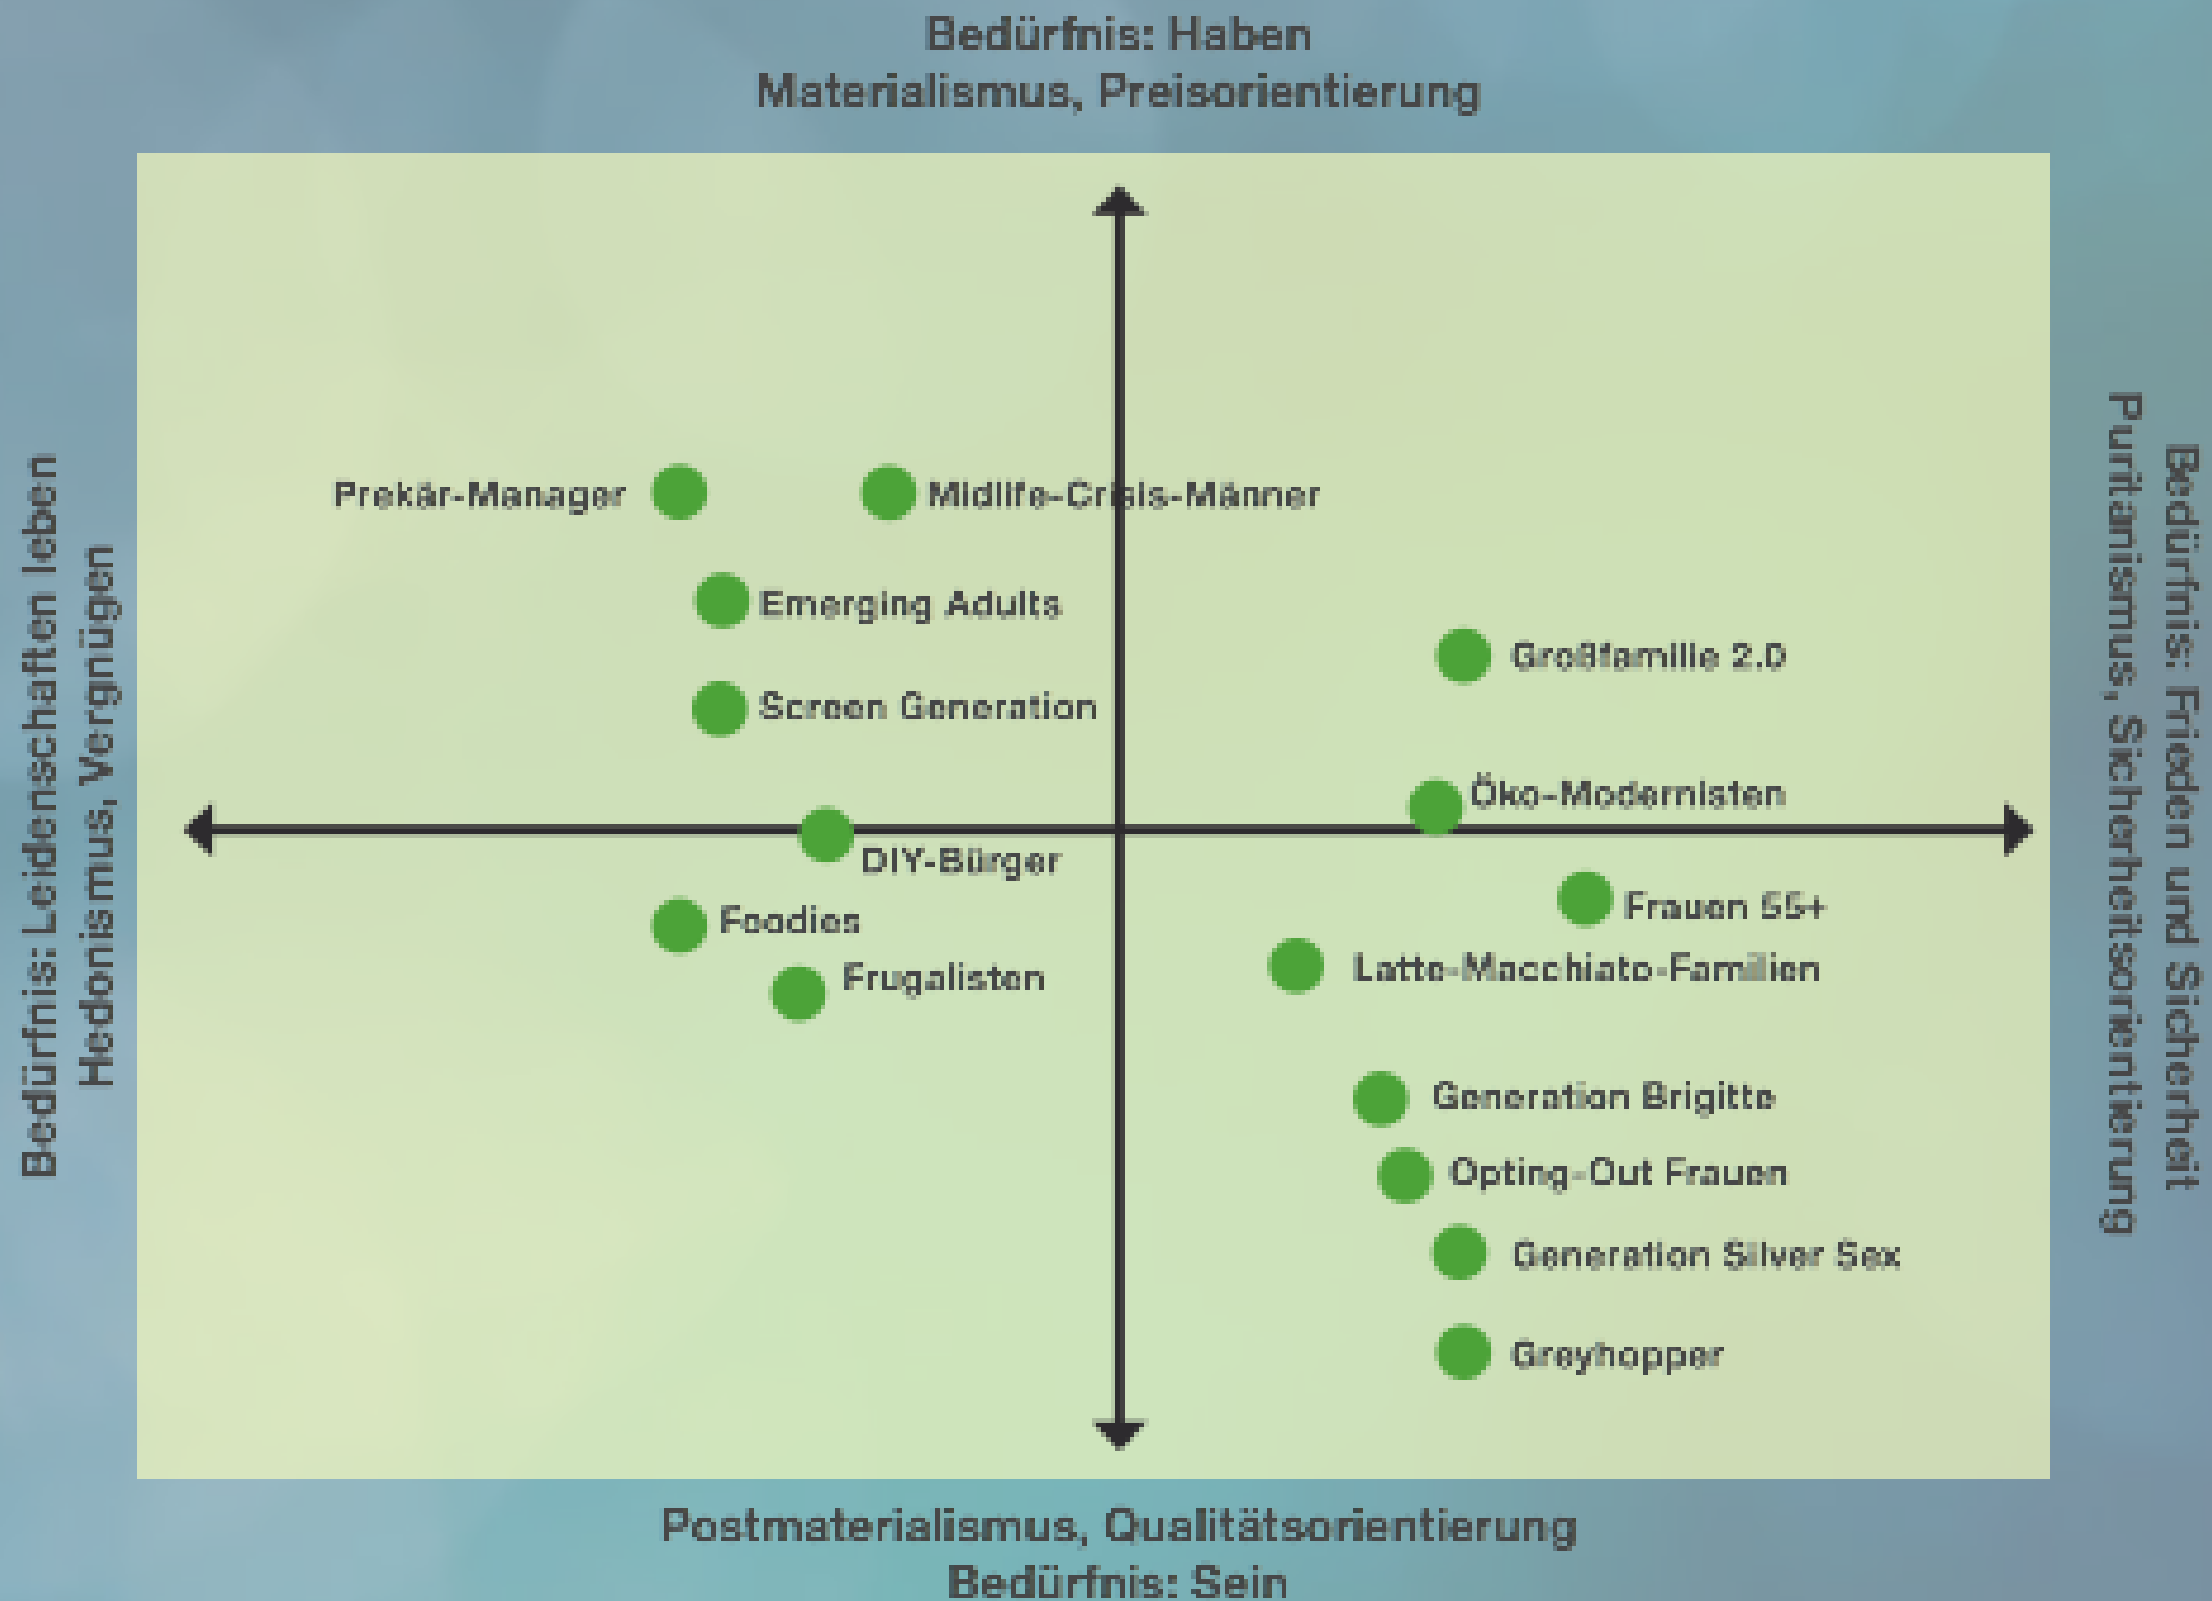 Bedürfnis: Haben
Materialismus, Preisorientierung
Bedürfnis: Leidenschaften leben
Hedonismus, Vergnügen
Prekär-Manager
Midlife-Crisis-Männer
Emerging Adults
Großfamilie 2.0
Screen Generation
Öko-Modernisten
DIY-Bürger
Frauen 55+
Foodies
Latte-Macchiato-Familien
Frugalisten
Generation Brigitte
Opting-Out Frauen
Generation Silver Sex
Greyhopper
Bedürfnis: Frieden und Sicherheit
Puritanismus, Sicherheitsorientierung
Postmaterialismus, Qualitätsorientierung
Bedürfnis: Sein